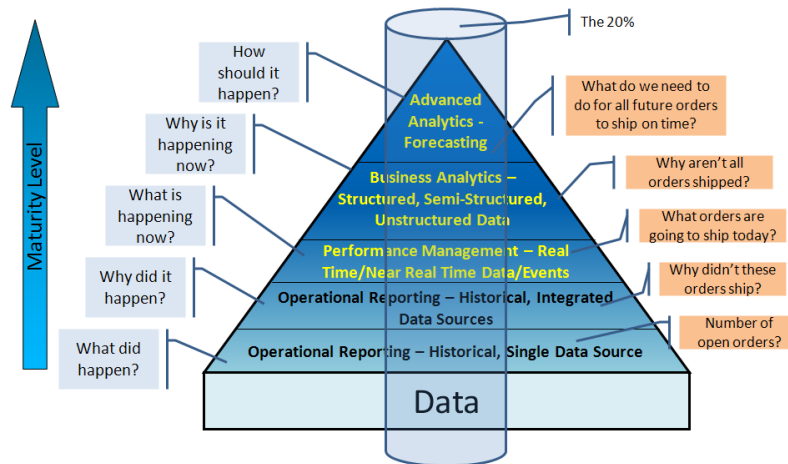 The 20%
How
should it
happen?
Advanced
Analytics -
Forecasting
What do we need to
do for all future orders
to ship on time?
Why is it
happening
now?
Business Analytics –
Structured, Semi-Structured,
Unstructured Data
Why aren't all
orders shipped?
What is
happening
now?
Performance Management – Real
Time/Near Real Time Data/Events
What orders are
going to ship today?
Why did it
happen?
Operational Reporting – Historical, Integrated
Data Sources
Why didn't these
orders ship?
What did
happen?
Operational Reporting – Historical, Single Data Source
Number of
open orders?
Data
Maturity Level